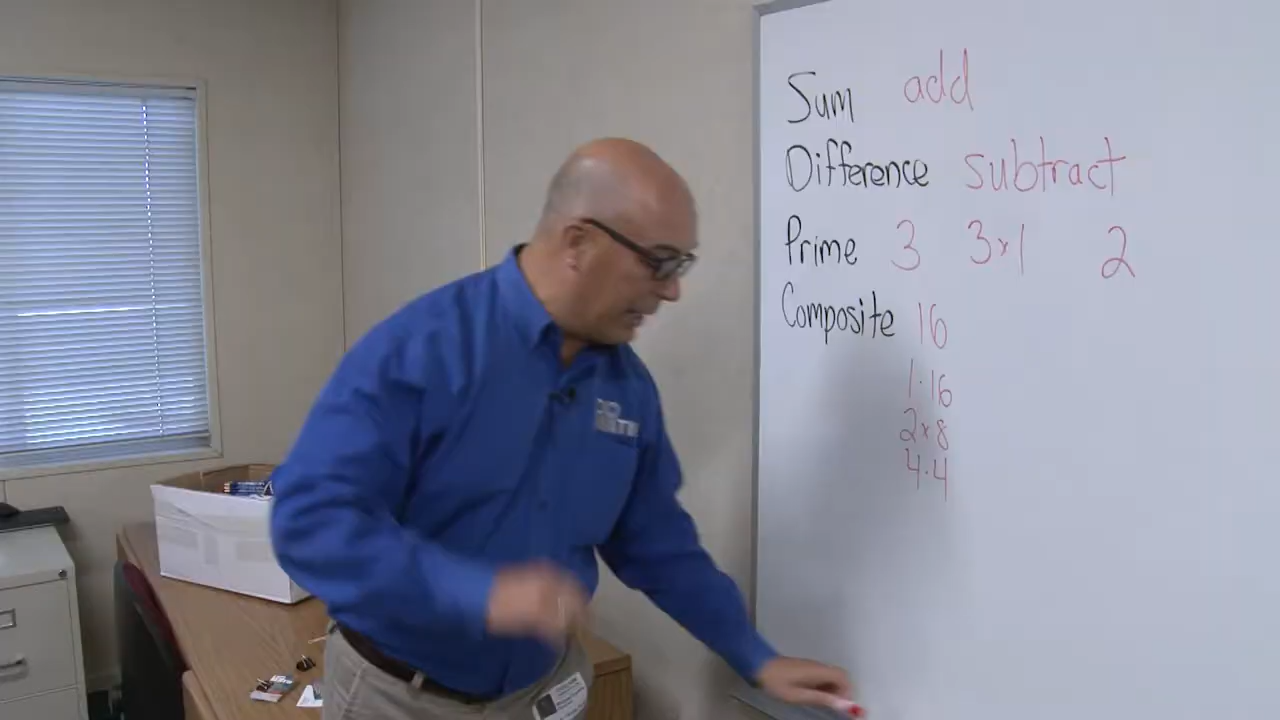 Sum add
Difference subtract
Prime 3 3x1 2
Composite 16
1·16
2x8
4·4